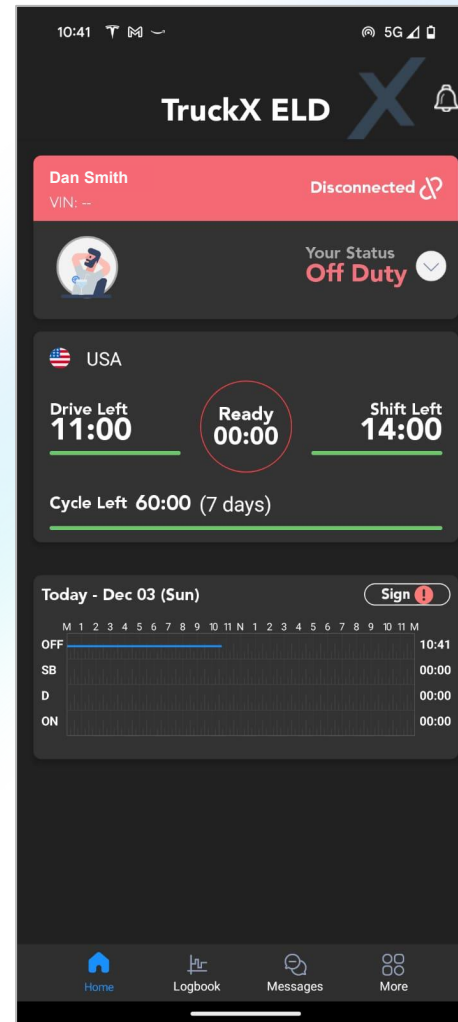 10:41 5G
TruckX ELD
Dan Smith
VIN: --
Disconnected
Your Status
Off Duty
USA
Drive Left
11:00
Ready
00:00
Shift Left
14:00
Cycle Left 60:00 (7 days)
Today - Dec 03 (Sun)
Sign !
M 1 2 3 4 5 6 7 8 9 10 11 N 1 2 3 4 5 6 7 8 9 10 11 M
OFF 10:41
SB 00:00
D 00:00
ON 00:00
Home Logbook Messages More